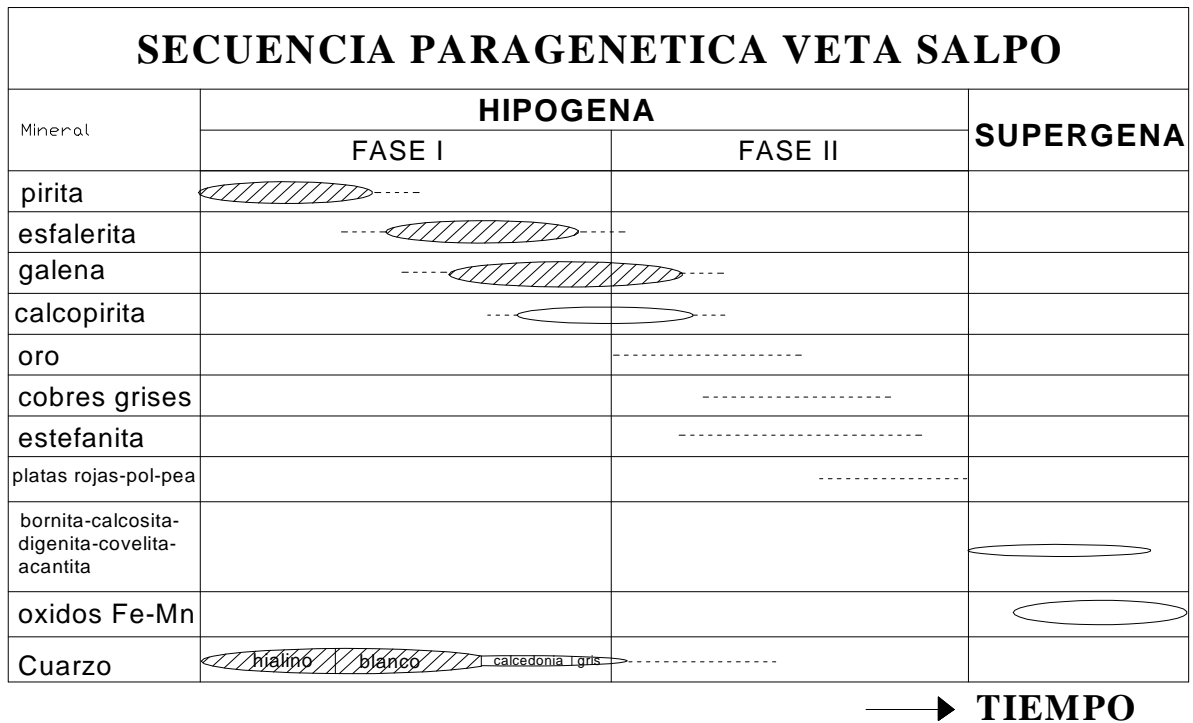 SECUENCIA PARAGENETICA VETA SALPO
Mineral
HIPOGENA
SUPERGENA
FASE I
FASE II
pirita
esfalerita
galena
calcopirita
oro
cobres grises
estefanita
platas rojas-pol-pea
bornita-calcosita-
digenita-covelita-
acantita
oxidos Fe-Mn
Cuarzo
hialino
blanco
calcedonia
gris
TIEMPO